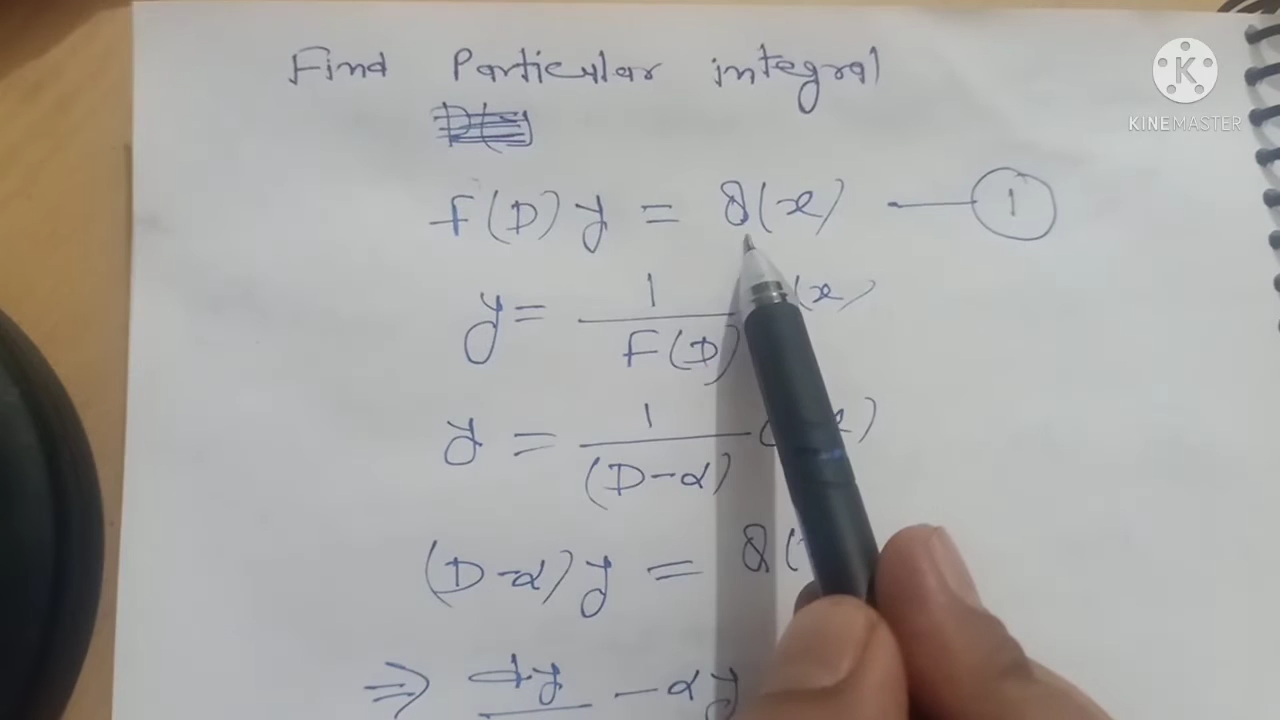 Find Particular integral
F(D) y = Q(x) — 1
K
KINEMASTER
y = 1 / F(D) (x)
y = 1 / (D-α)
(D-α) y = Q(
⇒ dy - αy